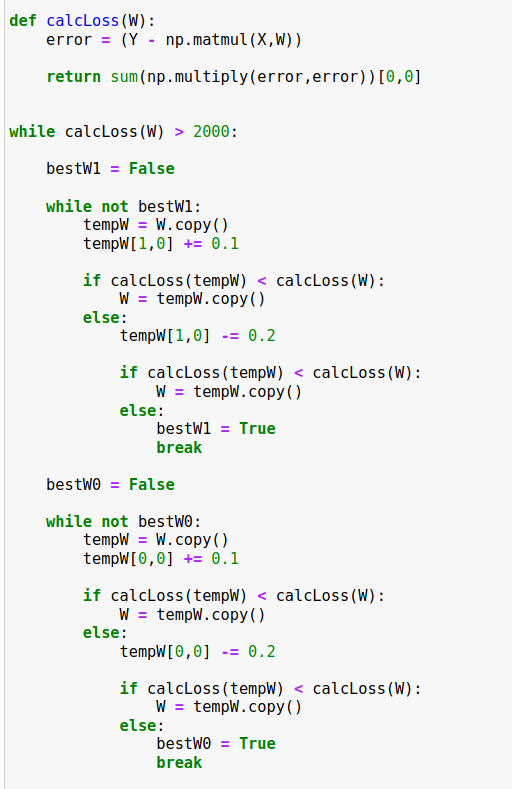 def calcLoss(W):
    error = (Y - np.matmul(X,W))
    return sum(np.multiply(error,error))[0,0]
while calcLoss(W) > 2000:
    bestW1 = False
    while not bestW1:
        tempW = W.copy()
        tempW[1,0] += 0.1
        if calcLoss(tempW) < calcLoss(W):
            W = tempW.copy()
        else:
            tempW[1,0] -= 0.2
            if calcLoss(tempW) < calcLoss(W):
                W = tempW.copy()
            else:
                bestW1 = True
                break
    bestW0 = False
    while not bestW0:
        tempW = W.copy()
        tempW[0,0] += 0.1
        if calcLoss(tempW) < calcLoss(W):
            W = tempW.copy()
        else:
            tempW[0,0] -= 0.2
            if calcLoss(tempW) < calcLoss(W):
                W = tempW.copy()
            else:
                bestW0 = True
                break